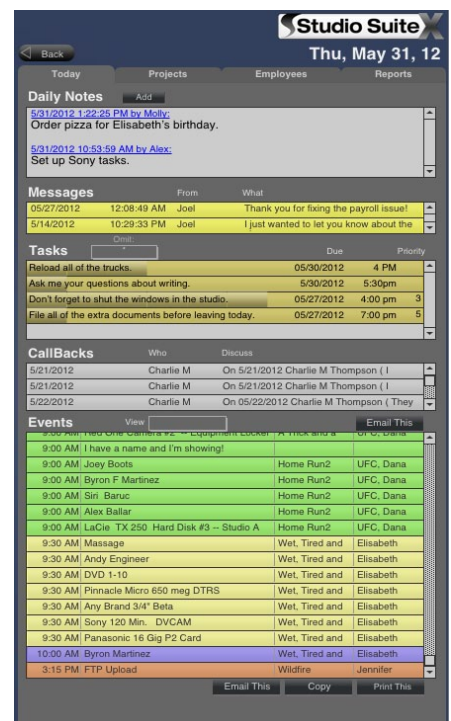 Studio Suite X
Back
Thu, May 31, 12
Today Projects Employees Reports
Daily Notes Add
5/31/2012 1:22:25 PM by Molly:
Order pizza for Elisabeth's birthday.
5/31/2012 10:53:59 AM by Alex:
Set up Sony tasks.
Messages From What
05/27/2012 12:08:49 AM Joel Thank you for fixing the payroll issue!
5/14/2012 10:29:33 PM Joel I just wanted to let you know about the
Omit:
Tasks Due Priority
Reload all of the trucks. 05/30/2012 4 PM
Ask me your questions about writing. 5/30/2012 5:30pm
Don't forget to shut the windows in the studio. 05/27/2012 4:00 pm 3
File all of the extra documents before leaving today. 05/27/2012 7:00 pm 5
CallBacks Who Discuss
5/21/2012 Charlie M On 5/21/2012 Charlie M Thompson ( I
5/21/2012 Charlie M On 5/21/2012 Charlie M Thompson ( I
5/22/2012 Charlie M On 05/22/2012 Charlie M Thompson ( They
Events View Email This
9:00 AM Red One Camera #2 -- Equipment Locker A Trick and a UFC, Dana
9:00 AM I have a name and I'm showing!
9:00 AM Joey Boots Home Run2 UFC, Dana
9:00 AM Byron F Martinez Home Run2 UFC, Dana
9:00 AM Siri Baruc Home Run2 UFC, Dana
9:00 AM Alex Ballar Home Run2 UFC, Dana
9:00 AM LaCie TX 250 Hard Disk #3 -- Studio A Home Run2 UFC, Dana
9:30 AM Massage Wet, Tired and Elisabeth
9:30 AM Andy Engineer Wet, Tired and Elisabeth
9:30 AM DVD 1-10 Wet, Tired and Elisabeth
9:30 AM Pinnacle Micro 650 meg DTRS Wet, Tired and Elisabeth
9:30 AM Any Brand 3/4" Beta Wet, Tired and Elisabeth
9:30 AM Sony 120 Min. DVCAM Wet, Tired and Elisabeth
9:30 AM Panasonic 16 Gig P2 Card Wet, Tired and Elisabeth
10:00 AM Byron Martinez Wet, Tired and Elisabeth
3:15 PM FTP Upload Wildfire Jennifer
Email This Copy Print This